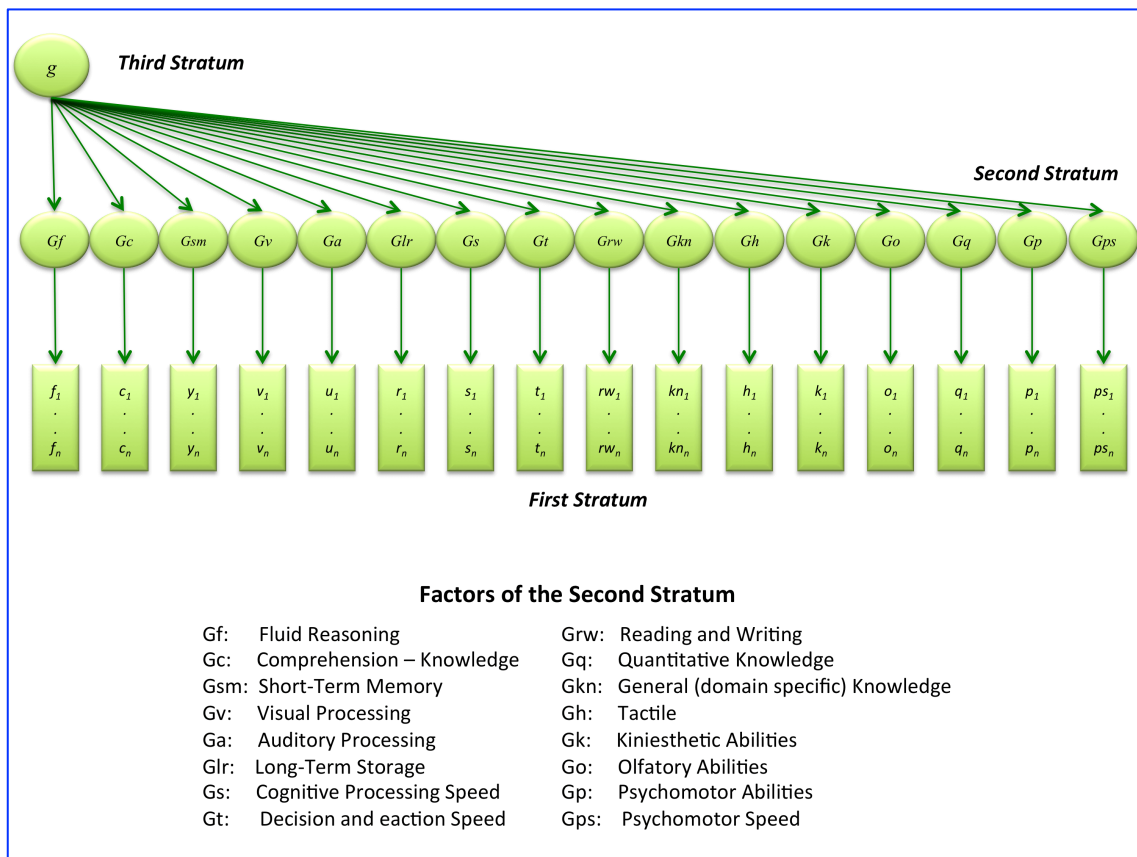 g
Third Stratum
Second Stratum
Gf Gc Gsm Gv Ga Glr Gs Gt Grw Gkn Gh Gk Go Gq Gp Gps
f1 c1 y1 v1 u1 r1 s1 t1 rw1 kn1 h1 k1 o1 q1 p1 ps1
. . . . . . . . . . . . . . . .
. . . . . . . . . . . . . . . .
fn cn yn vn un rn sn tn rwn knn hn kn on qn pn psn
First Stratum
Factors of the Second Stratum
Gf: Fluid Reasoning
Gc: Comprehension – Knowledge
Gsm: Short-Term Memory
Gv: Visual Processing
Ga: Auditory Processing
Glr: Long-Term Storage
Gs: Cognitive Processing Speed
Gt: Decision and eaction Speed
Grw: Reading and Writing
Gq: Quantitative Knowledge
Gkn: General (domain specific) Knowledge
Gh: Tactile
Gk: Kiniesthetic Abilities
Go: Olfatory Abilities
Gp: Psychomotor Abilities
Gps: Psychomotor Speed